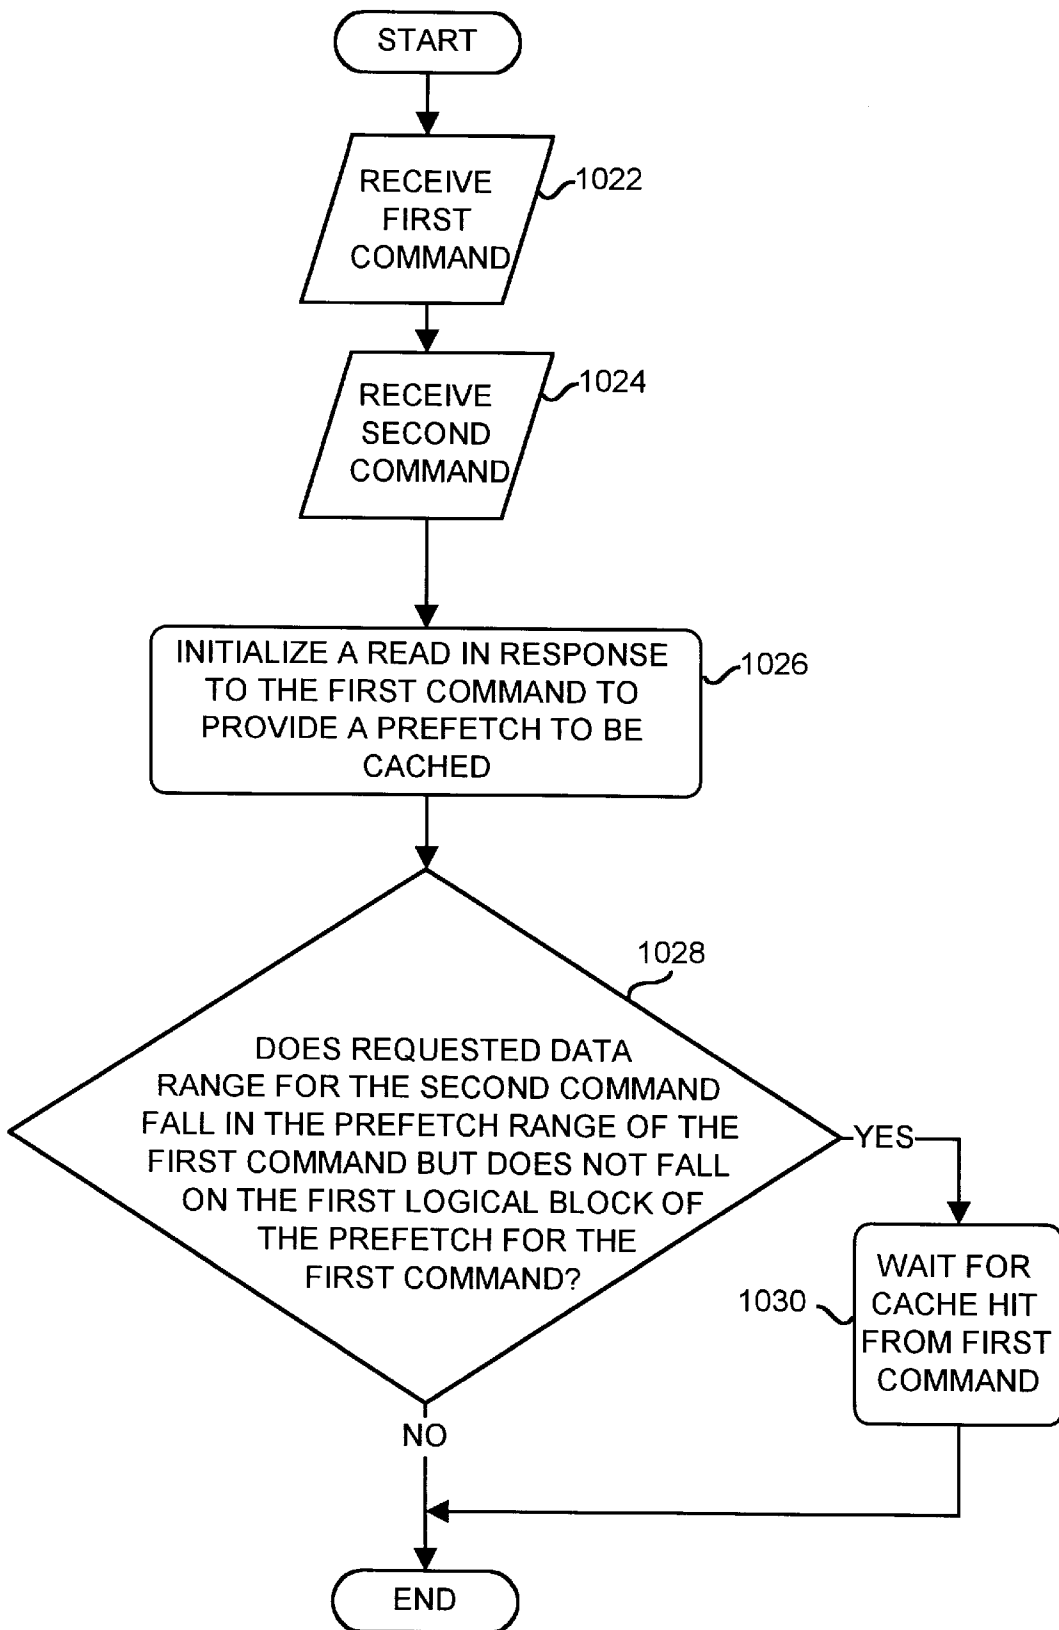 START
RECEIVE
FIRST
COMMAND
1022
RECEIVE
SECOND
COMMAND
1024
INITIALIZE A READ IN RESPONSE
TO THE FIRST COMMAND TO
PROVIDE A PREFETCH TO BE
CACHED
1026
1028
DOES REQUESTED DATA
RANGE FOR THE SECOND COMMAND
FALL IN THE PREFETCH RANGE OF THE
FIRST COMMAND BUT DOES NOT FALL
ON THE FIRST LOGICAL BLOCK OF
THE PREFETCH FOR THE
FIRST COMMAND?
YES
WAIT FOR
CACHE HIT
FROM FIRST
COMMAND
1030
NO
END